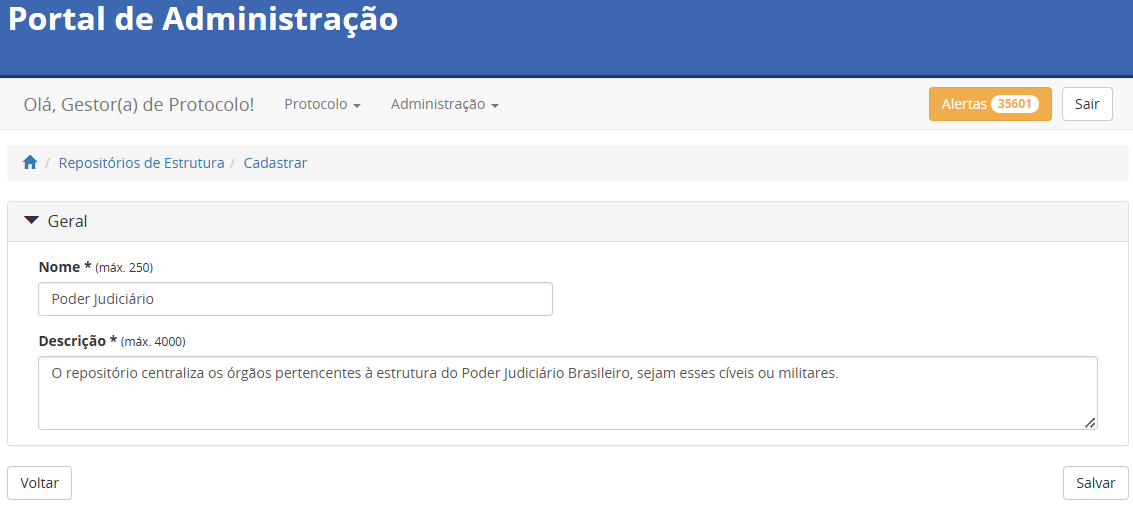 Portal de Administração
Olá, Gestor(a) de Protocolo! Protocolo Administração Alertas 35601 Sair
/ Repositórios de Estrutura / Cadastrar
Geral
Nome * (máx. 250)
Poder Judiciário
Descrição * (máx. 4000)
O repositório centraliza os órgãos pertencentes à estrutura do Poder Judiciário Brasileiro, sejam esses cíveis ou militares.
Voltar Salvar